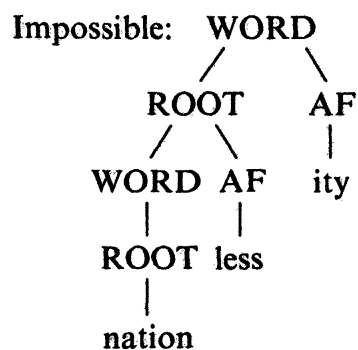 Impossible: WORD
ROOT AF
WORD AF ity
ROOT less
nation